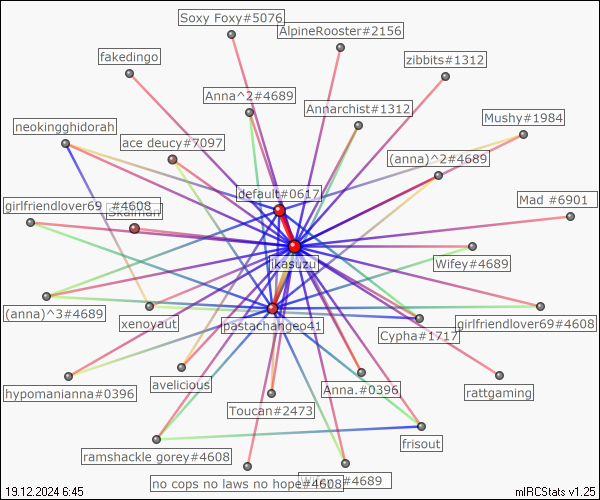 Soxy Foxy#5076
AlpineRooster#2156
fakedingo
zibbits#1312
Anna^2#4689
Annarchist#1312
Mushy#1984
neokingghidorah
ace deucy#7097
(anna)^2#4689
default#0617
Mad #6901
girlfriendlover69 #4608
Skaiman
jikasuzu
Wifey#4689
(anna)^3#4689
xenoyaut
pastachangeo41
Cypha#1717
girlfriendlover69#4608
hypomanianna#0396
avelicious
Anna.#0396
rattgaming
Toucan#2473
frisout
ramshackle gorey#4608
no cops no laws no hope#4608
#4689
19.12.2024 6:45
mIRCStats v1.25